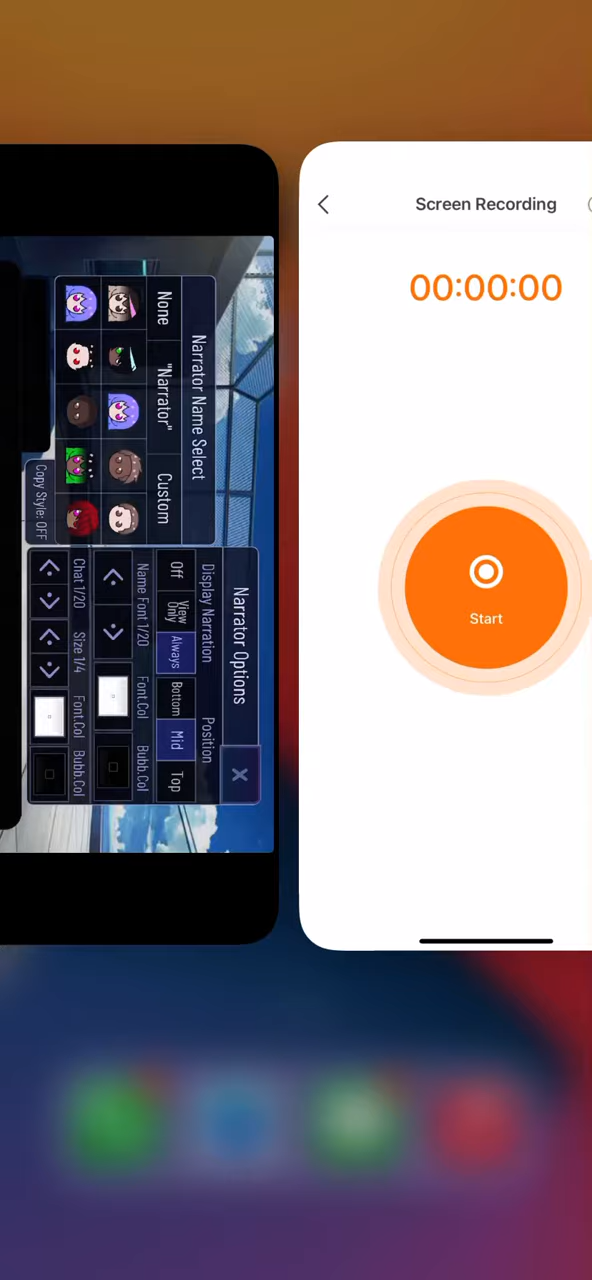 Narrator Name Select
None
"Narrator"
Custom
Copy Style: OFF
Narrator Options
Display Narration
Position
Off
View Only
Always
Bottom
Mid
Top
Name Font 1/20
Font.Col
Bubb.Col
Chat 1/20
Size 1/4
Font.Col
Bubb.Col
X
Screen Recording
00:00:00
Start